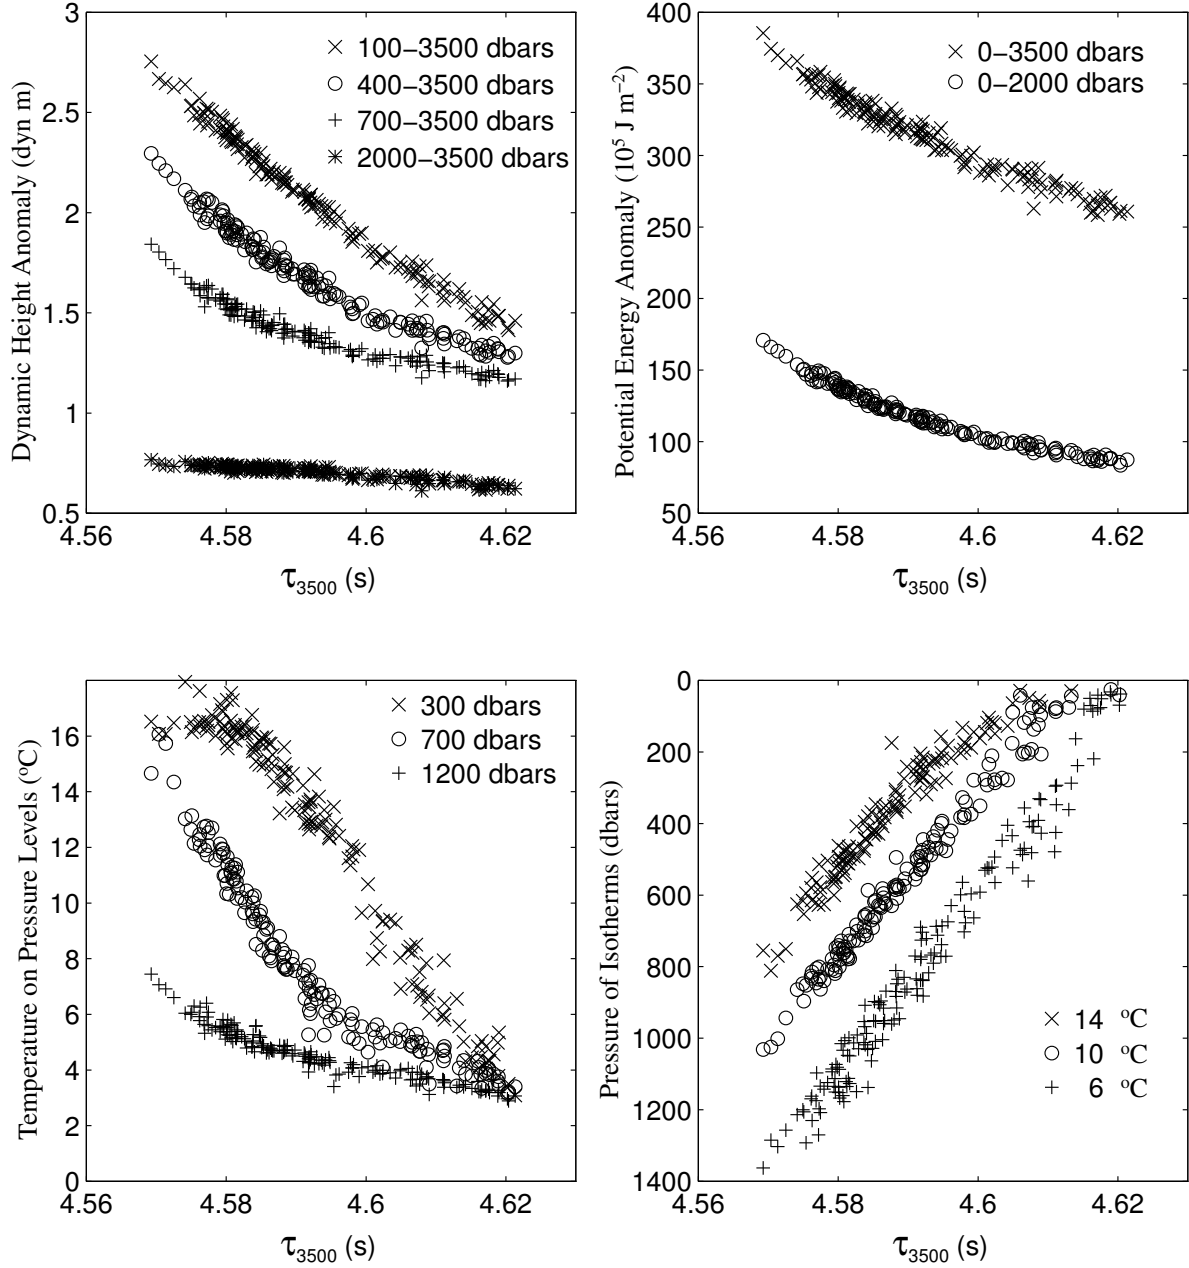 3
2.5
2
1.5
1
0.5
Dynamic Height Anomaly (dyn m)
100−3500 dbars
400−3500 dbars
700−3500 dbars
2000−3500 dbars
4.56 4.58 4.6 4.62
τ3500 (s)
400
350
300
250
200
150
100
50
Potential Energy Anomaly (10⁵ J m⁻²)
0−3500 dbars
0−2000 dbars
4.56 4.58 4.6 4.62
τ3500 (s)
16
14
12
10
8
6
4
2
0
Temperature on Pressure Levels (°C)
300 dbars
700 dbars
1200 dbars
4.56 4.58 4.6 4.62
τ3500 (s)
0
200
400
600
800
1000
1200
1400
Pressure of Isotherms (dbars)
14 °C
10 °C
6 °C
4.56 4.58 4.6 4.62
τ3500 (s)